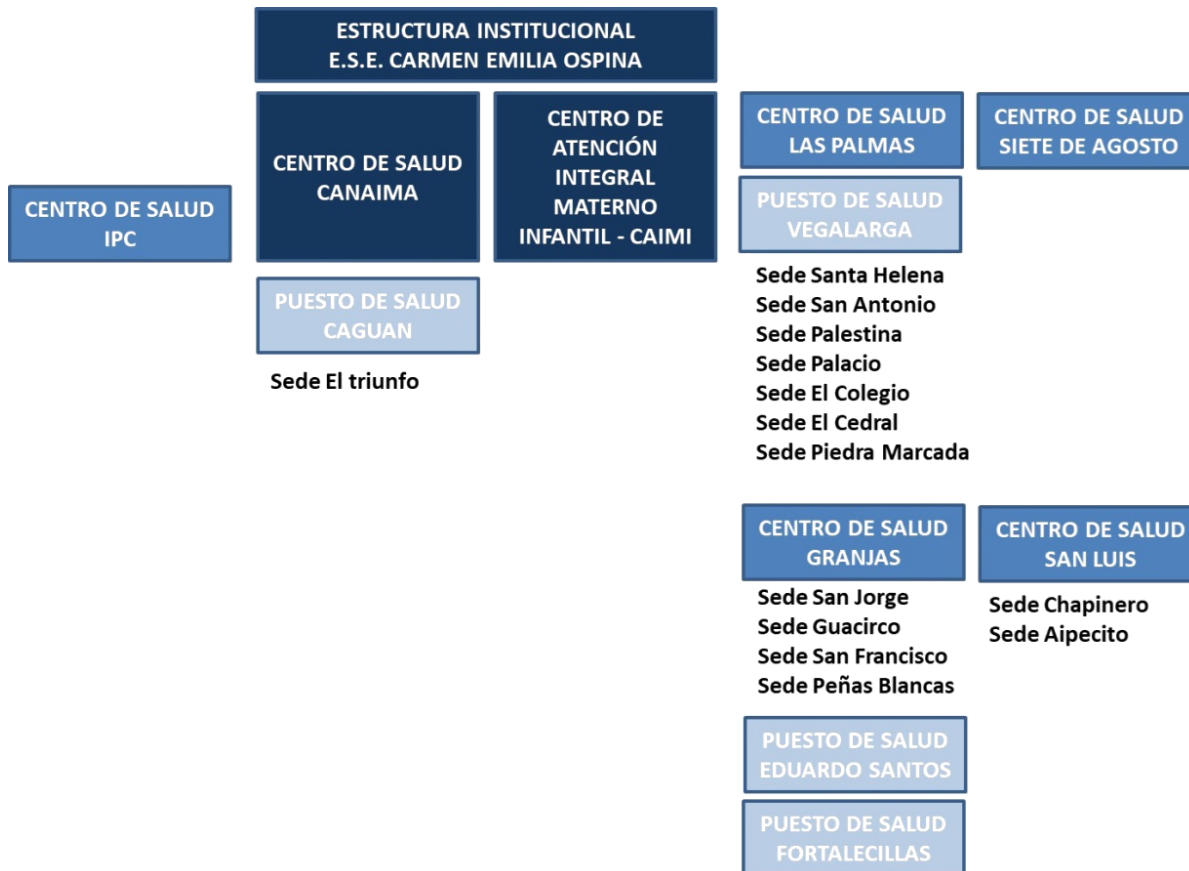 ESTRUCTURA INSTITUCIONAL
E.S.E. CARMEN EMILIA OSPINA
CENTRO DE SALUD
IPC
CENTRO DE SALUD
CANAIMA
CENTRO DE
ATENCIÓN
INTEGRAL
MATERNO
INFANTIL - CAIMI
CENTRO DE SALUD
LAS PALMAS
CENTRO DE SALUD
SIETE DE AGOSTO
PUESTO DE SALUD
CAGUAN
Sede El triunfo
PUESTO DE SALUD
VEGALARGA
Sede Santa Helena
Sede San Antonio
Sede Palestina
Sede Palacio
Sede El Colegio
Sede El Cedral
Sede Piedra Marcada
CENTRO DE SALUD
GRANJAS
Sede San Jorge
Sede Guacirco
Sede San Francisco
Sede Peñas Blancas
PUESTO DE SALUD
EDUARDO SANTOS
PUESTO DE SALUD
FORTALECILLAS
CENTRO DE SALUD
SAN LUIS
Sede Chapinero
Sede Aipecito